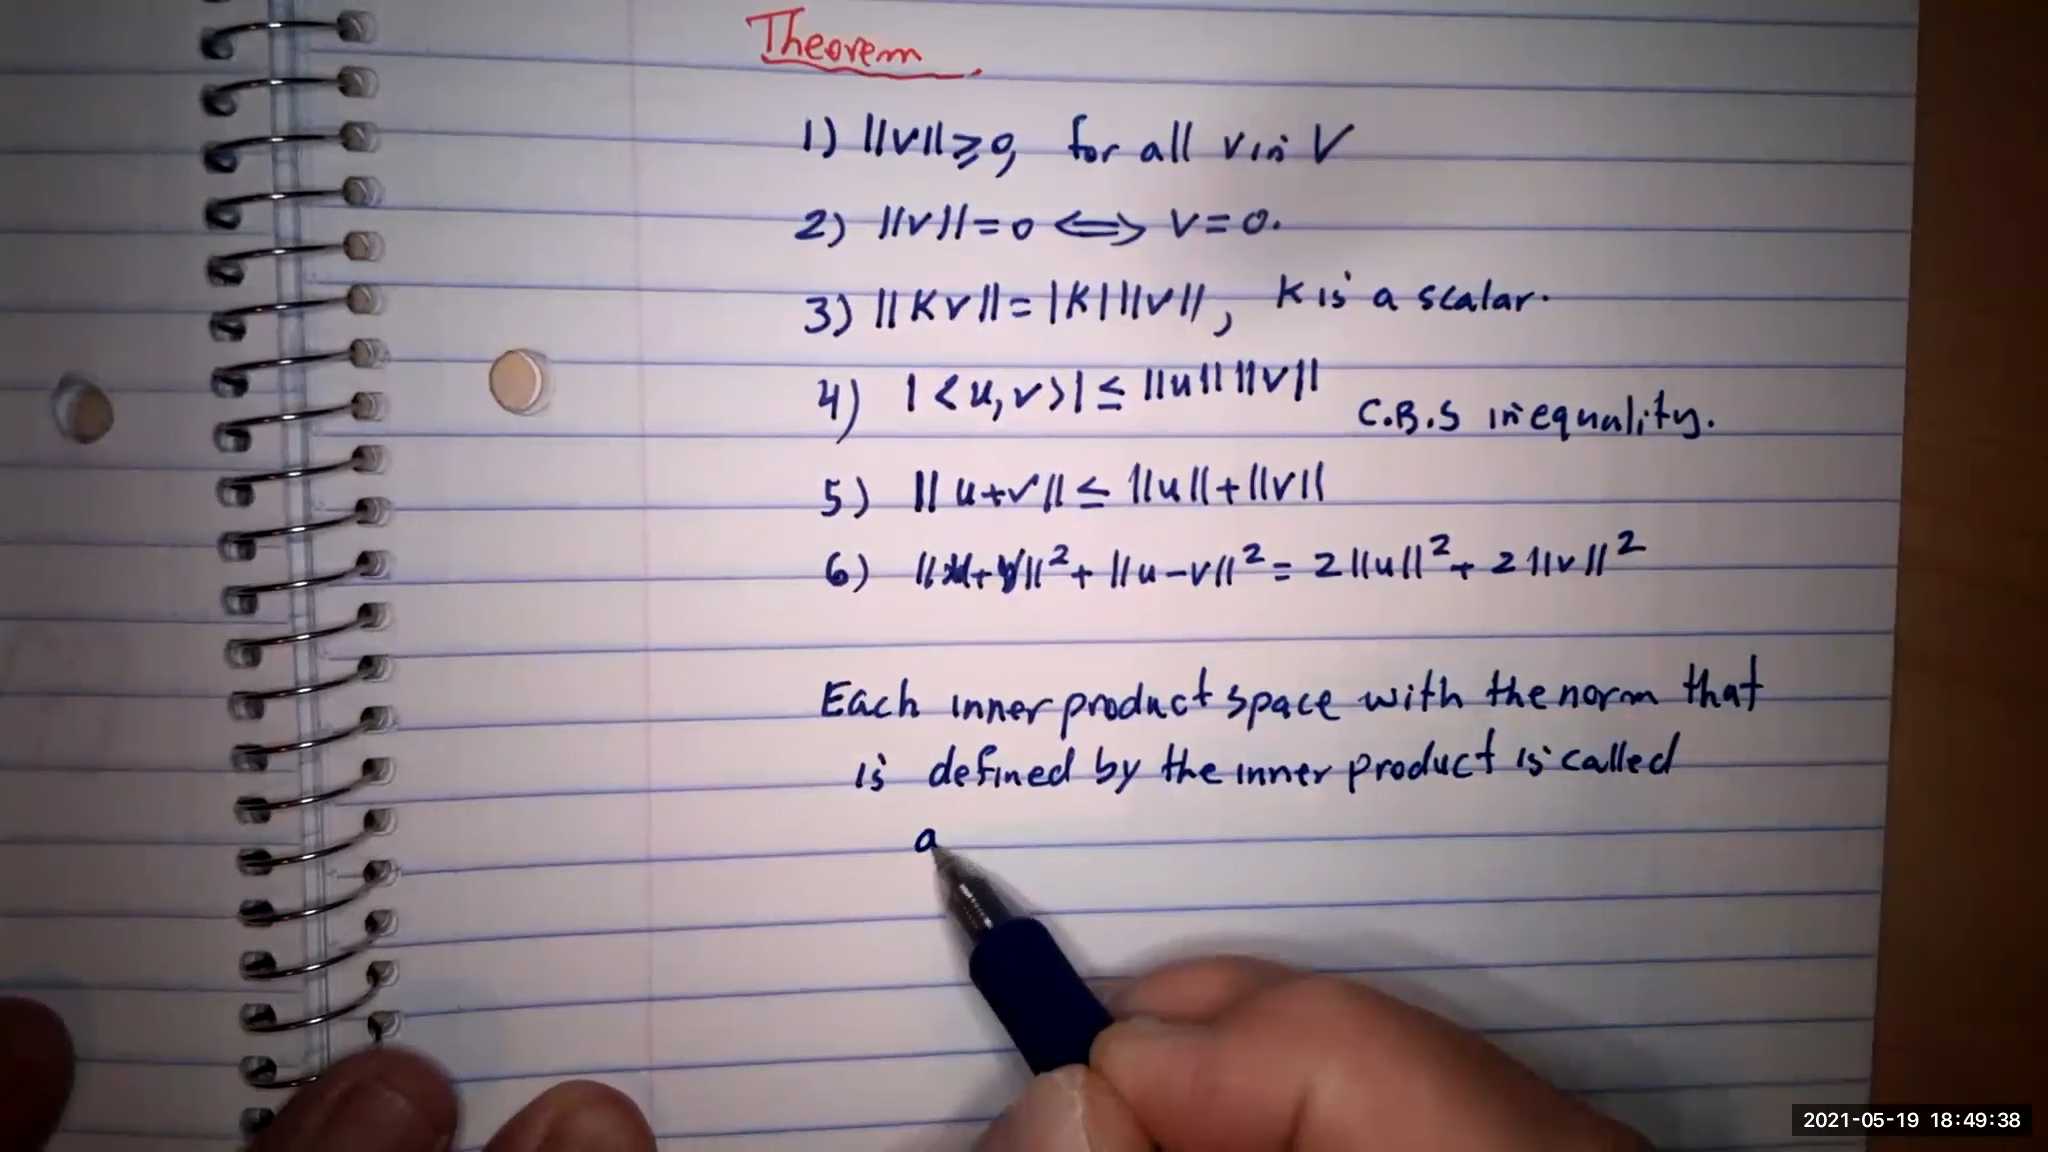 Theorem.
1) ||v|| ⩾ 0, for all v in V
2) ||v|| = 0 ⟺ v = 0.
3) ||Kv|| = |K| ||v||, K is a scalar.
4) |<u,v>| ≤ ||u|| ||v|| C.B.S inequality.
5) ||u+v|| ≤ ||u|| + ||v||
6) ||u+v||² + ||u-v||² = 2||u||² + 2||v||²
Each inner product space with the norm that
is defined by the inner product is called
a
2021-05-19 18:49:38